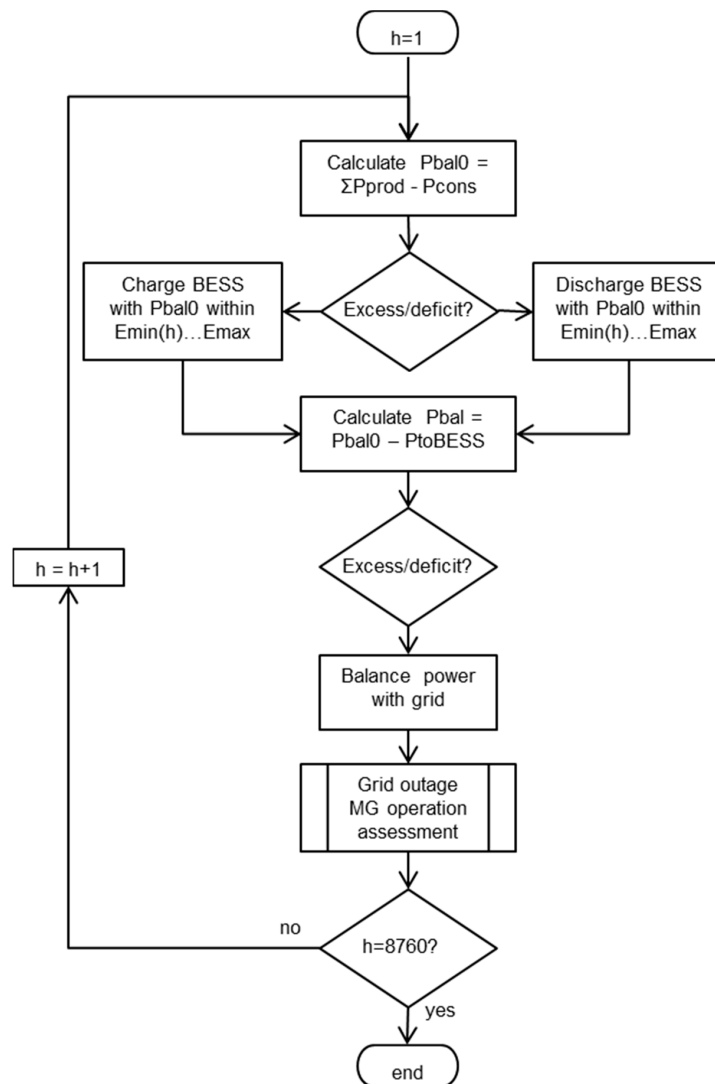 h=1
Calculate Pbal0 =
ΣPprod - Pcons
Charge BESS
with Pbal0 within
Emin(h)...Emax
Excess/deficit?
Discharge BESS
with Pbal0 within
Emin(h)...Emax
Calculate Pbal =
Pbal0 – PtoBESS
Excess/deficit?
h = h+1
Balance power
with grid
Grid outage
MG operation
assessment
no
h=8760?
yes
end